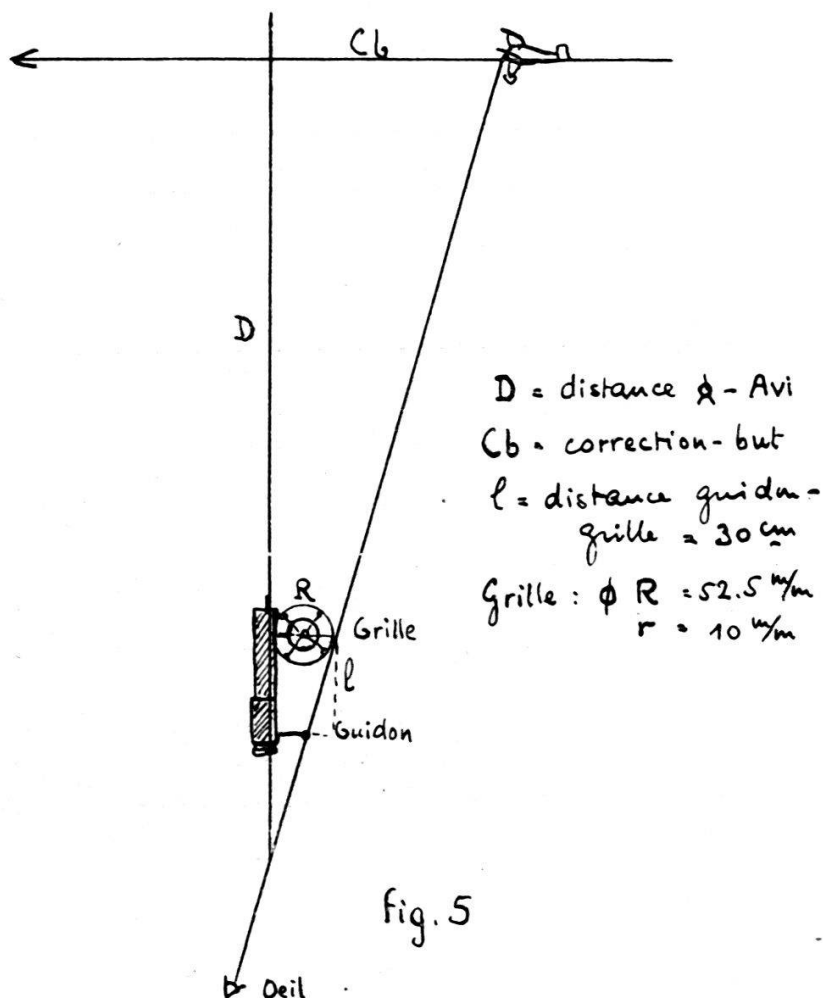 Cb
D
D = distance ϕ - Avi
Cb = correction-but
l = distance guidon-
grille = 30 cm
Grille : ϕ R = 52.5 m/m
r = 10 m/m
R
Grille
l
Guidon
fig. 5
Oeil